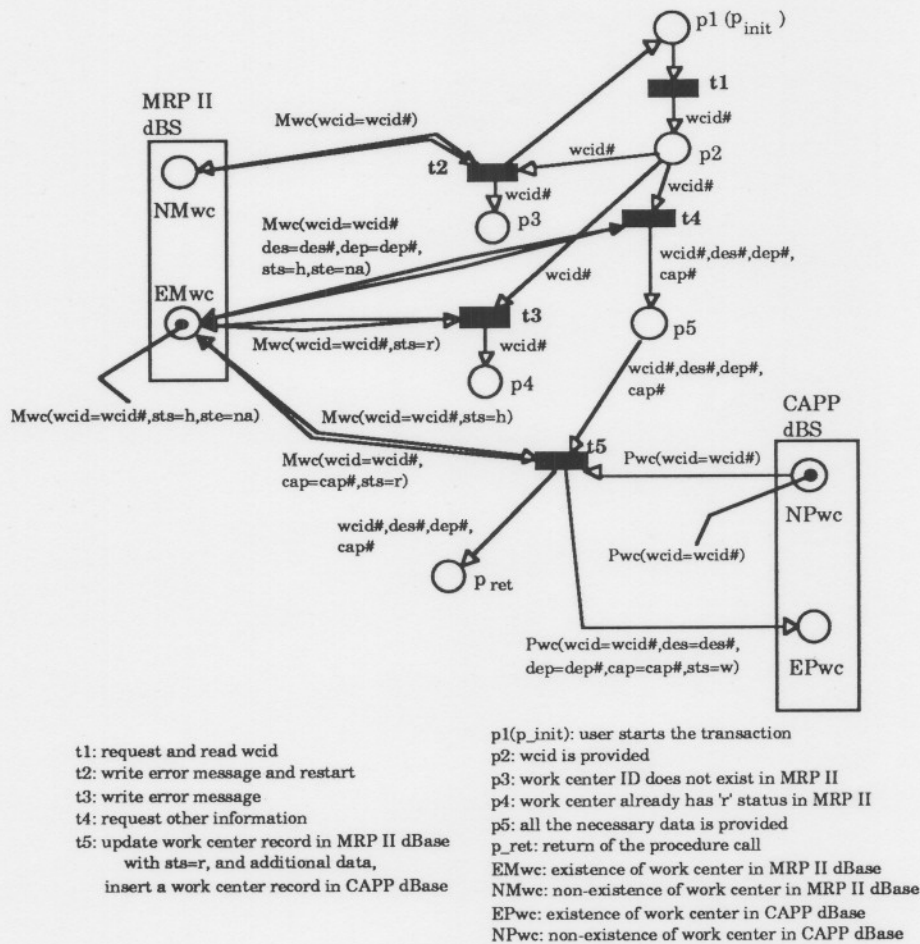 p1 (p_init )
t1
MRP II
dBS
Mwc(wcid=wcid#)
wcid#
t2
wcid#
p2
wcid#
wcid#
NMwc
p3
t4
Mwc(wcid=wcid#
des=des#,dep=dep#,
sts=h,ste=na)
wcid#,des#,dep#,
cap#
wcid#
EMwc
t3
Mwc(wcid=wcid#,sts=r)
wcid#
p5
p4
wcid#,des#,dep#,
cap#
Mwc(wcid=wcid#,sts=h,ste=na)
Mwc(wcid=wcid#,sts=h)
CAPP
dBS
t5
Mwc(wcid=wcid#,
cap=cap#,sts=r)
Pwc(wcid=wcid#)
NPwc
wcid#,des#,dep#,
cap#
Pwc(wcid=wcid#)
p ret
Pwc(wcid=wcid#,des=des#,
dep=dep#,cap=cap#,sts=w)
EPwc
t1: request and read wcid
t2: write error message and restart
t3: write error message
t4: request other information
t5: update work center record in MRP II dBase
with sts=r, and additional data,
insert a work center record in CAPP dBase
p1(p_init): user starts the transaction
p2: wcid is provided
p3: work center ID does not exist in MRP II
p4: work center already has 'r' status in MRP II
p5: all the necessary data is provided
p_ret: return of the procedure call
EMwc: existence of work center in MRP II dBase
NMwc: non-existence of work center in MRP II dBase
EPwc: existence of work center in CAPP dBase
NPwc: non-existence of work center in CAPP dBase